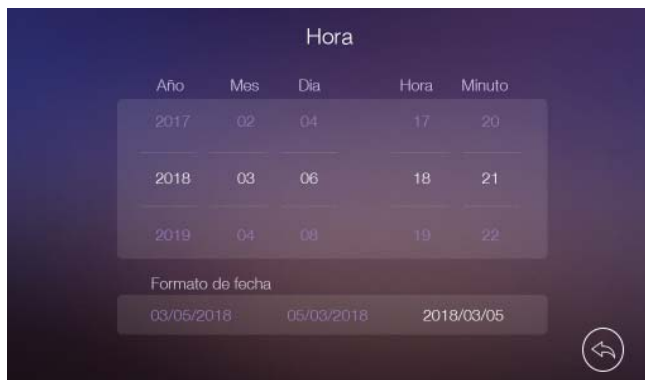 Hora
Año Mes Dia Hora Minuto
2017 02 04 17 20
2018 03 06 18 21
2019 04 08 19 22
Formato de fecha
03/05/2018 05/03/2018 2018/03/05